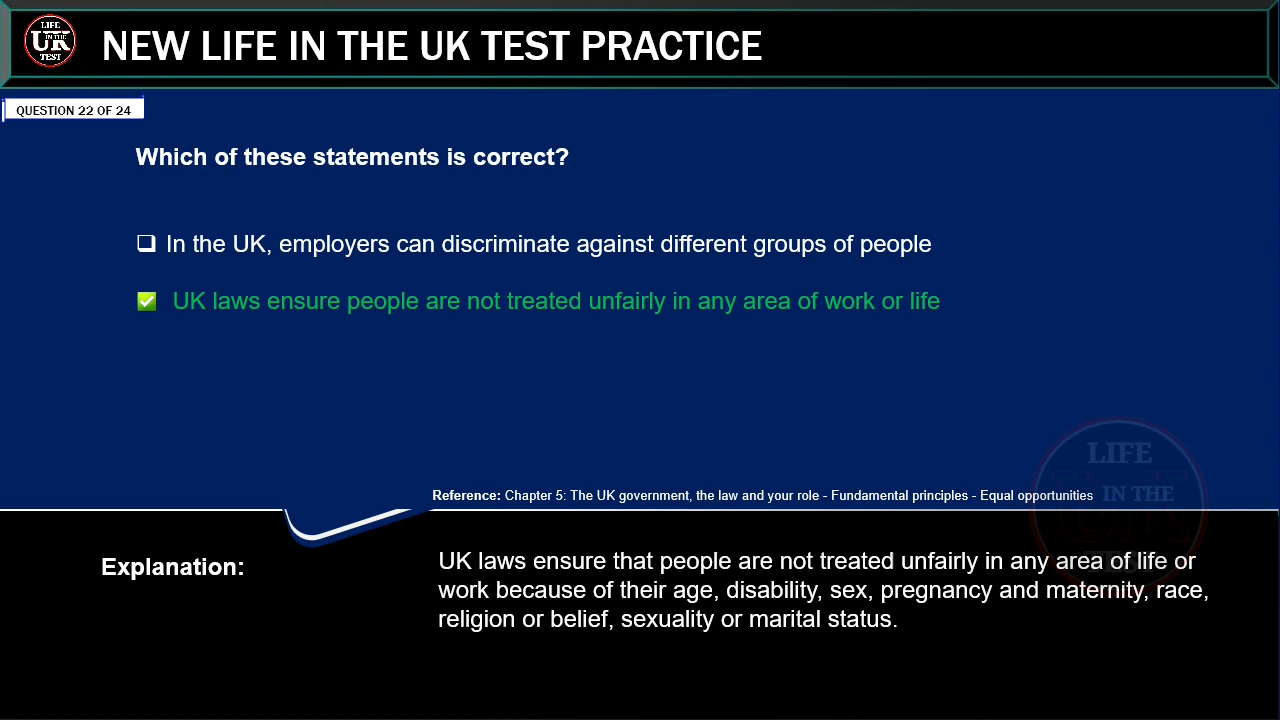 LIFE
IN THE
UK
TEST
NEW LIFE IN THE UK TEST PRACTICE
QUESTION 22 OF 24
Which of these statements is correct?
❑ In the UK, employers can discriminate against different groups of people
✅ UK laws ensure people are not treated unfairly in any area of work or life
LIFE
IN THE
UK
TEST
Reference: Chapter 5: The UK government, the law and your role - Fundamental principles - Equal opportunities
Explanation:
UK laws ensure that people are not treated unfairly in any area of life or
work because of their age, disability, sex, pregnancy and maternity, race,
religion or belief, sexuality or marital status.